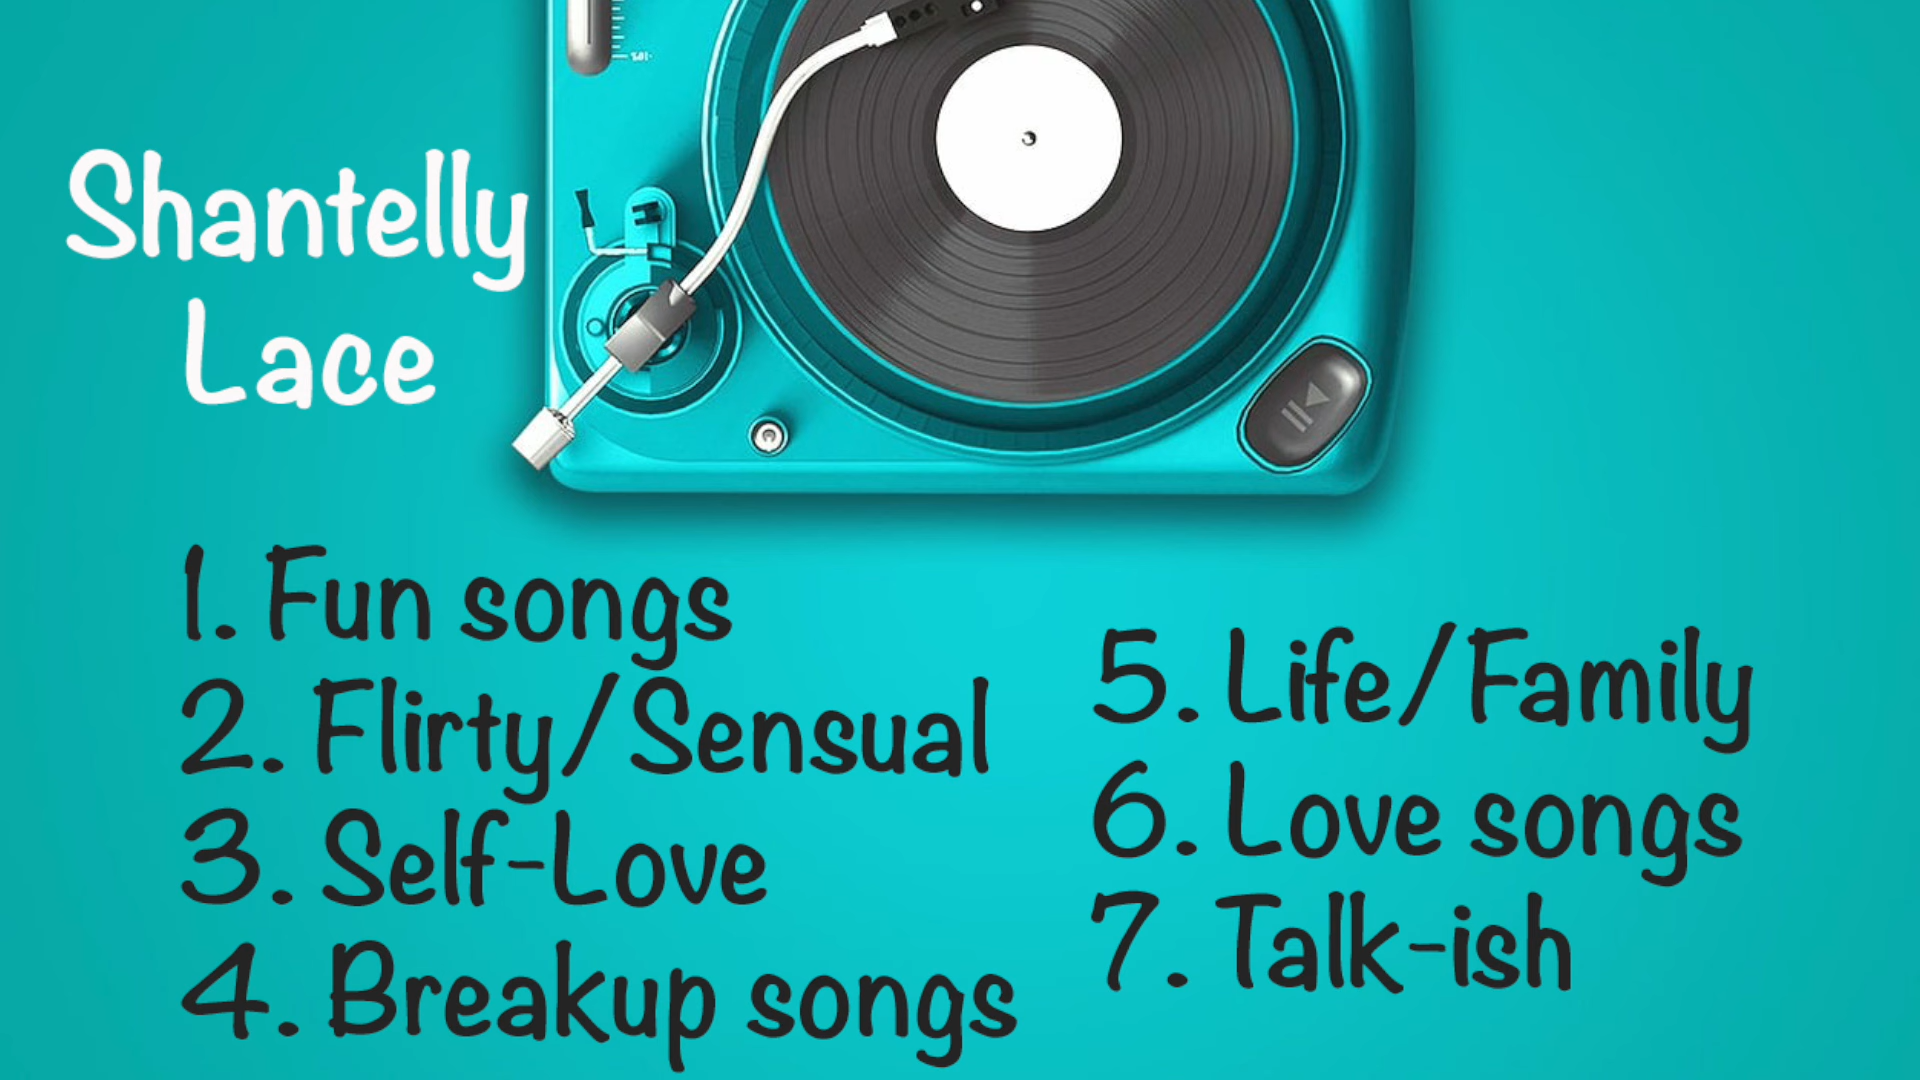 Shantelly
Lace
1. Fun songs
2. Flirty/Sensual
3. Self-Love
4. Breakup songs
5. Life/Family
6. Love songs
7. Talk-ish